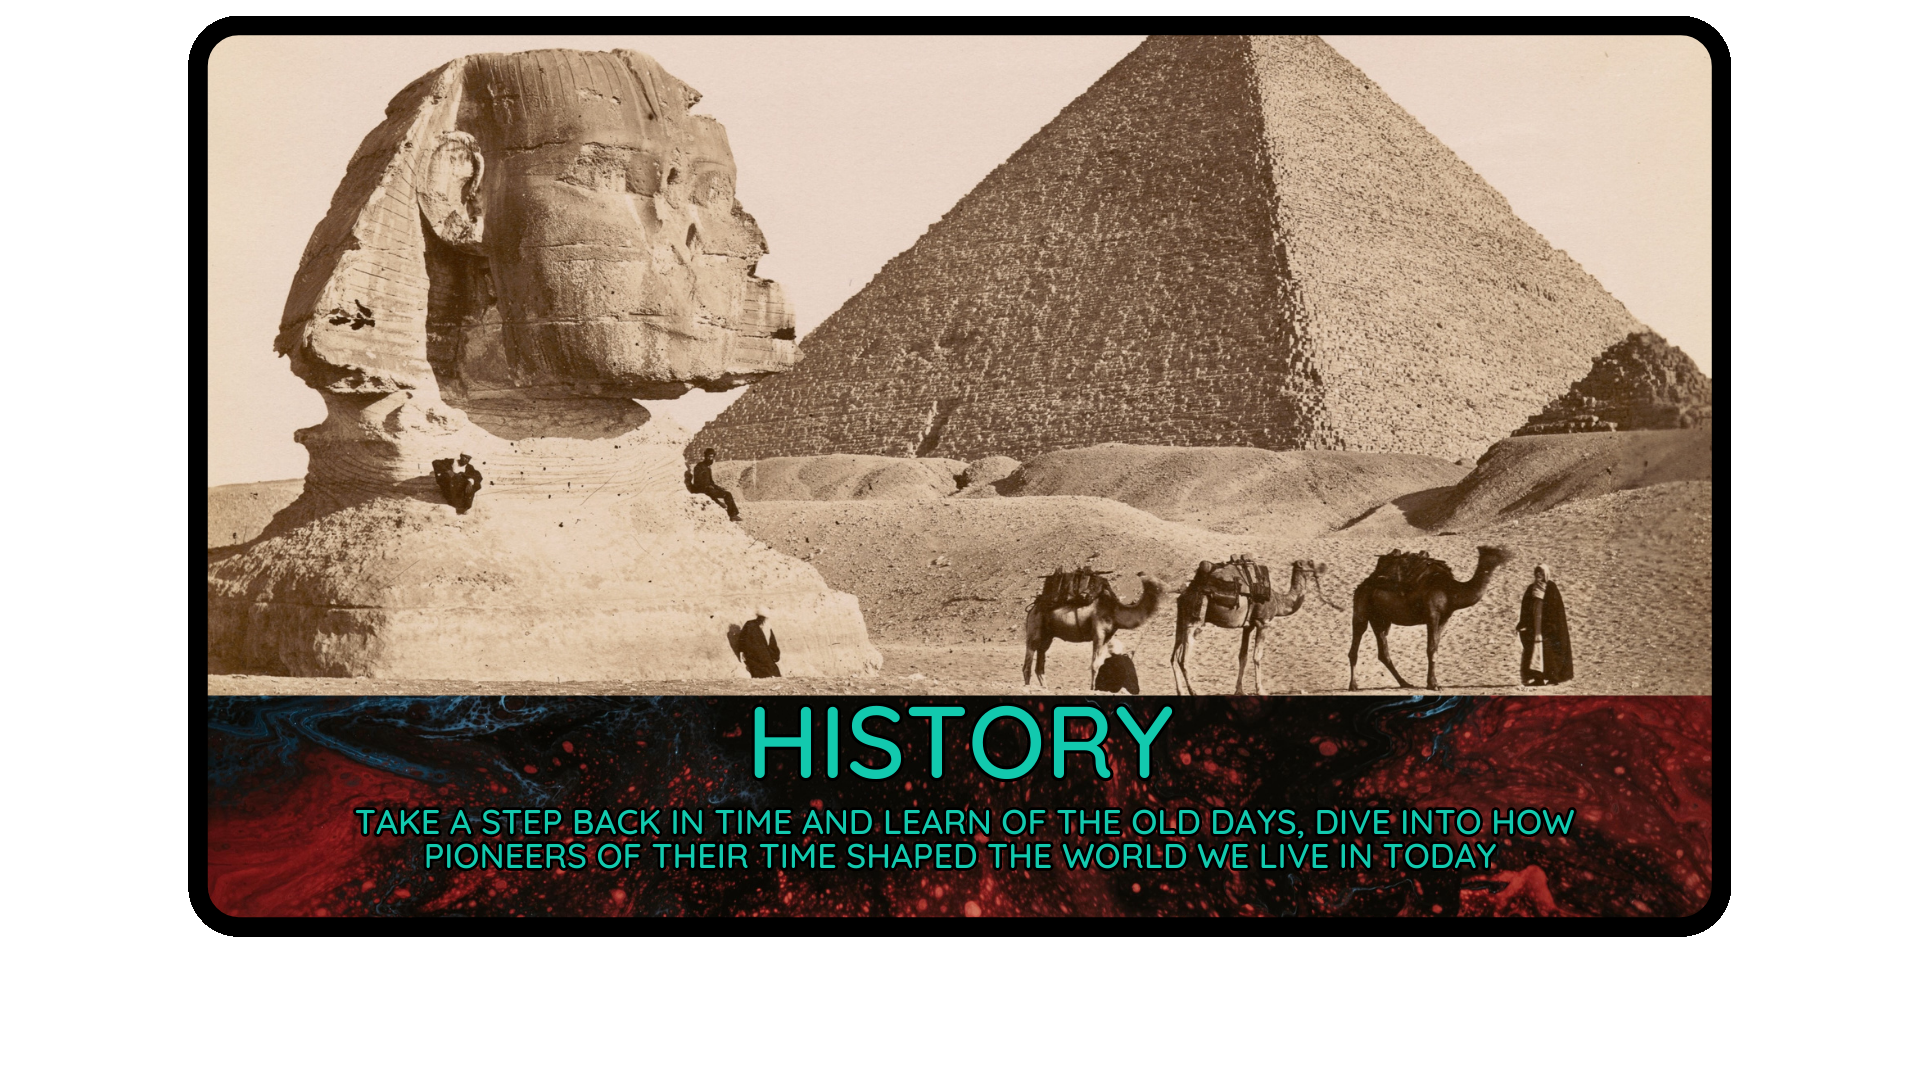 HISTORY
TAKE A STEP BACK IN TIME AND LEARN OF THE OLD DAYS, DIVE INTO HOW
PIONEERS OF THEIR TIME SHAPED THE WORLD WE LIVE IN TODAY